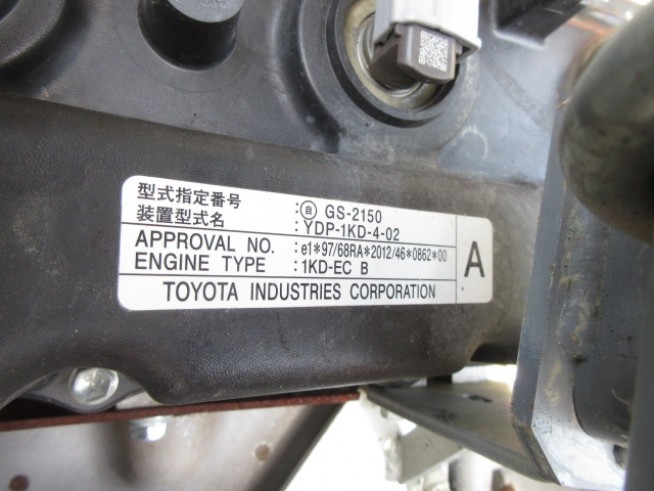 型式指定番号 :㊂ GS-2150
装置型式名 :YDP-1KD-4-02
APPROVAL NO. :e1*97/68RA*2012/46*0862*00
ENGINE TYPE :1KD-EC B
A
TOYOTA INDUSTRIES CORPORATION